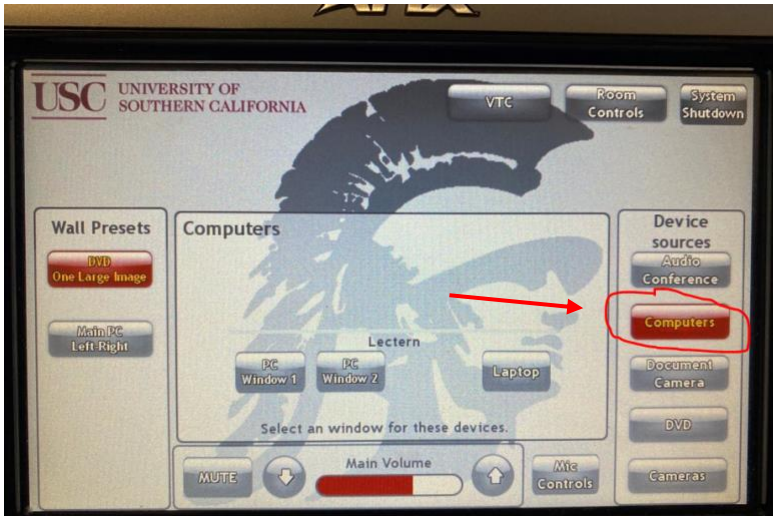 AMX
USC UNIVERSITY OF
SOUTHERN CALIFORNIA
VTC
Room
Controls
System
Shutdown
Wall Presets
DVD
One Large Image
Main PC
Left-Right
Computers
Lectern
PC
Window 1
PC
Window 2
Laptop
Select an window for these devices.
MUTE
Main Volume
Mic
Controls
Device
sources
Audio
Conference
Computers
Document
Camera
DVD
Cameras